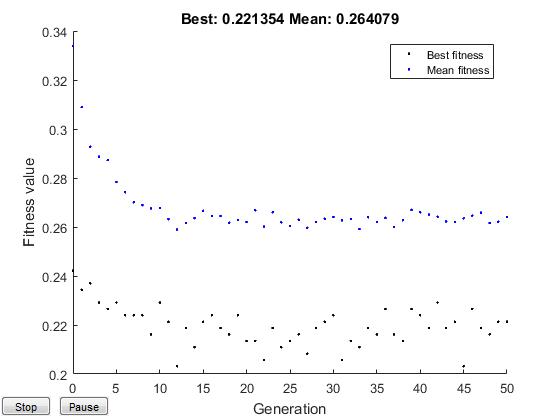 Best: 0.221354 Mean: 0.264079
0.34
0.32
0.3
0.28
0.26
0.24
0.22
0.2
Fitness value
Best fitness
Mean fitness
0 5 10 15 20 25 30 35 40 45 50
Generation
Stop Pause